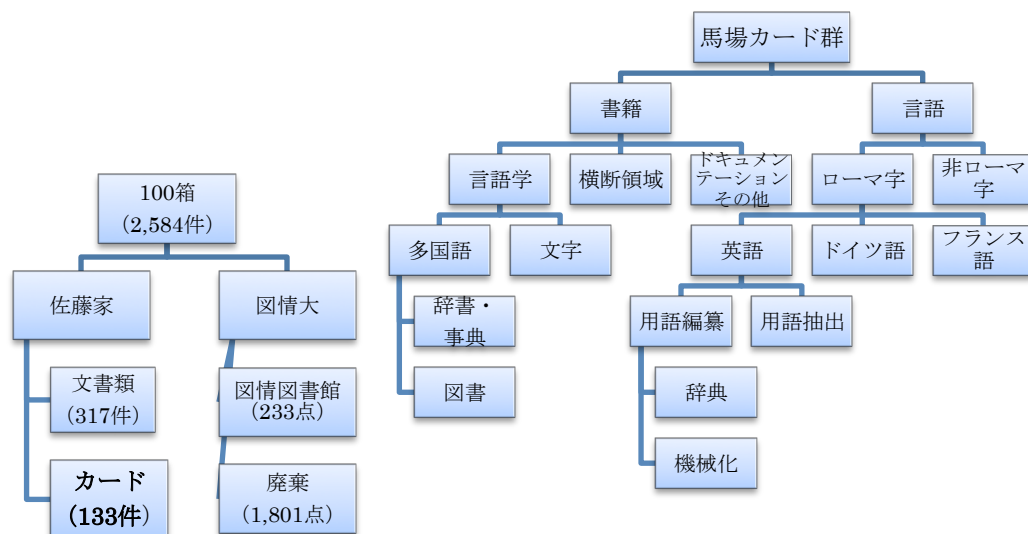 100箱
（2,584件）
佐藤家
図情大
文書類
（317件）
図情図書館
（233点）
カード
（133件）
廃棄
（1,801点）
馬場カード群
書籍
言語
言語学
横断領域
ドキュメン
テーション
その他
ローマ字
非ローマ
字
多国語
文字
英語
ドイツ語
フランス
語
辞書・
事典
図書
用語編纂
用語抽出
辞典
機械化